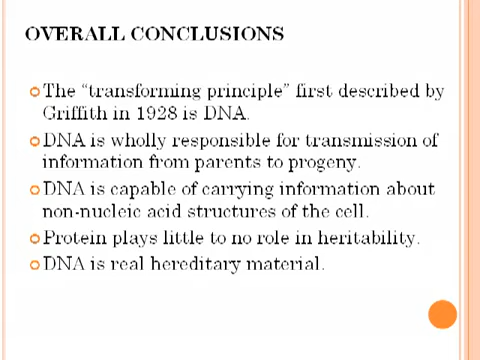 OVERALL CONCLUSIONS
The “transforming principle” first described by
Griffith in 1928 is DNA.
DNA is wholly responsible for transmission of
information from parents to progeny.
DNA is capable of carrying information about
non-nucleic acid structures of the cell.
Protein plays little to no role in heritability.
DNA is real hereditary material.